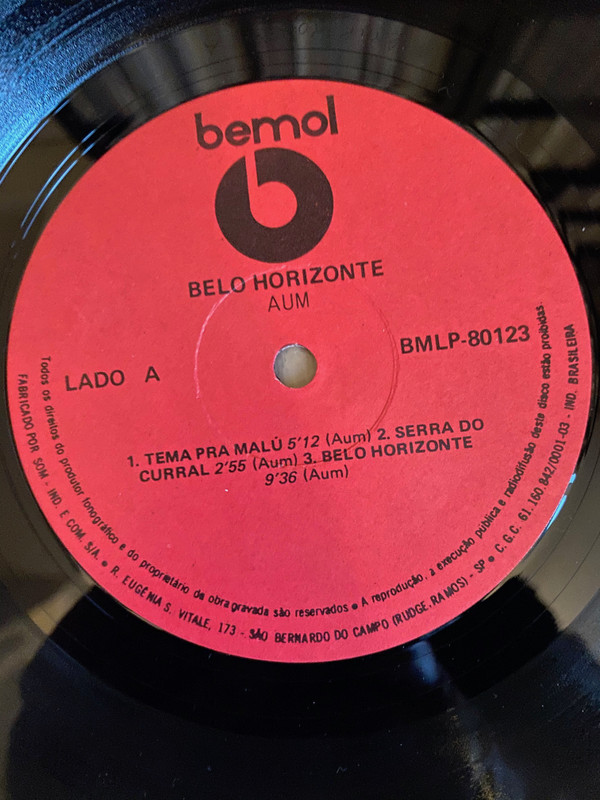 bemol
b
BELO HORIZONTE
AUM
LADO A
BMLP-80123
1. TEMA PRA MALÚ 5'12 (Aum) 2. SERRA DO
CURRAL 2'55 (Aum) 3. BELO HORIZONTE
9'36 (Aum)
Todos os direitos do produtor fonográfico e do proprietário da obra gravada são reservados • A reprodução, a execução pública e radiodifusão deste disco estão proibidas
FABRICADO POR SOM - IND. E COM. S/A. • R. EUGÊNIA S. VITALE, 173 - SÃO BERNARDO DO CAMPO (RUDGE RAMOS) - SP • C.G.C. 61.160.842/0001-03 - IND. BRASILEIRA